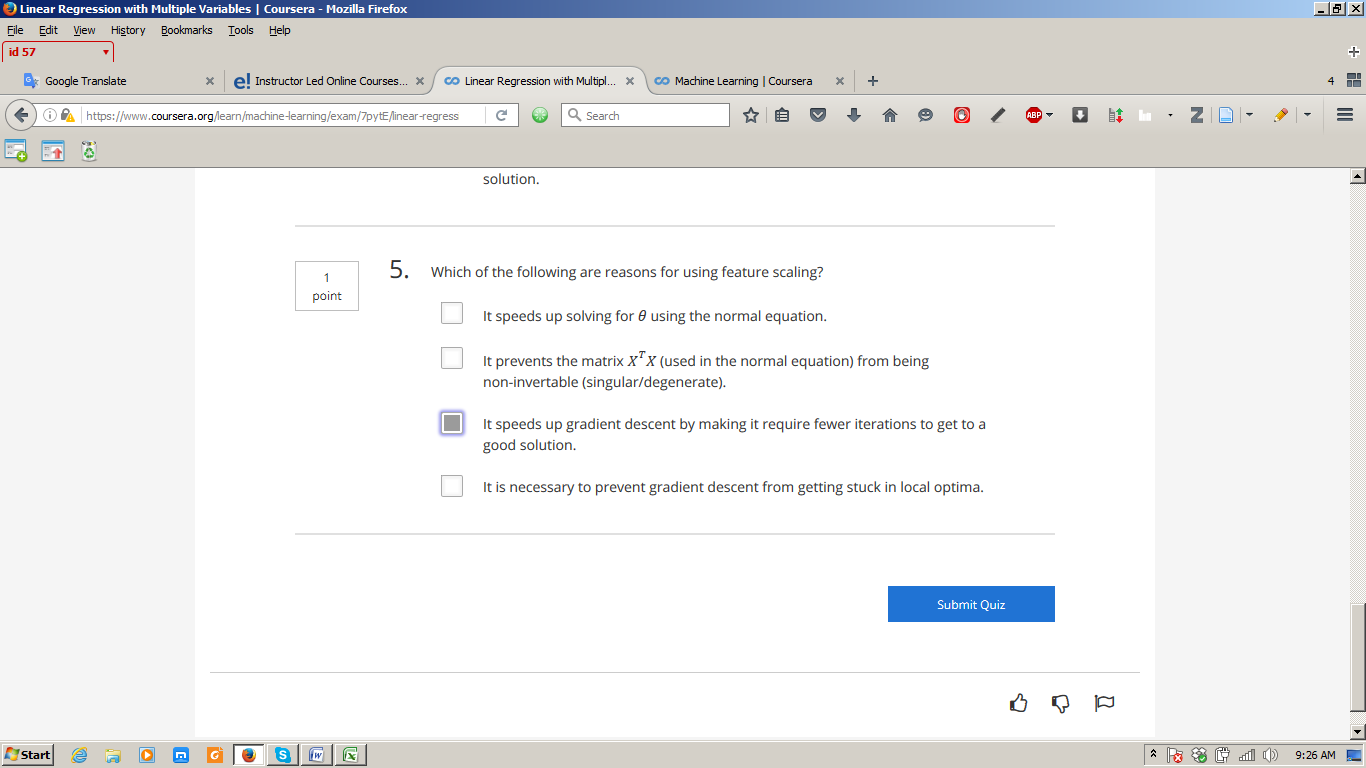 Linear Regression with Multiple Variables | Coursera - Mozilla Firefox
File Edit View History Bookmarks Tools Help
id 57
Google Translate
Instructor Led Online Courses...
Linear Regression with Multipl...
Machine Learning | Coursera
4
https://www.coursera.org/learn/machine-learning/exam/7pytE/linear-regress
Search
ABP
solution.
1
point
5. Which of the following are reasons for using feature scaling?
It speeds up solving for θ using the normal equation.
It prevents the matrix XᵀX (used in the normal equation) from being
non-invertable (singular/degenerate).
It speeds up gradient descent by making it require fewer iterations to get to a
good solution.
It is necessary to prevent gradient descent from getting stuck in local optima.
Submit Quiz
Start
9:26 AM